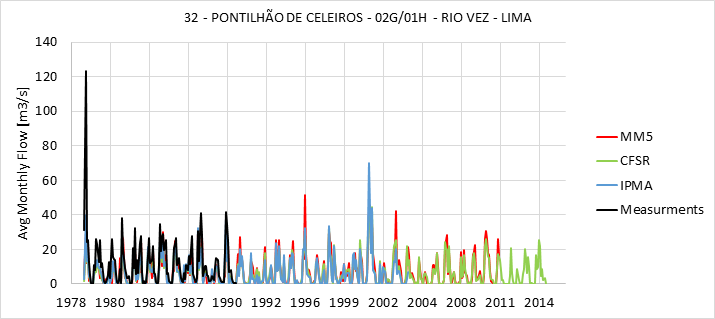 32 - PONTILHÃO DE CELEIROS - 02G/01H - RIO VEZ - LIMA
Avg Monthly Flow [m3/s]
140
120
100
80
60
40
20
0
1978 1980 1984 1987 1990 1992 1996 1999 2002 2004 2008 2010 2014
MM5
CFSR
IPMA
Measurments